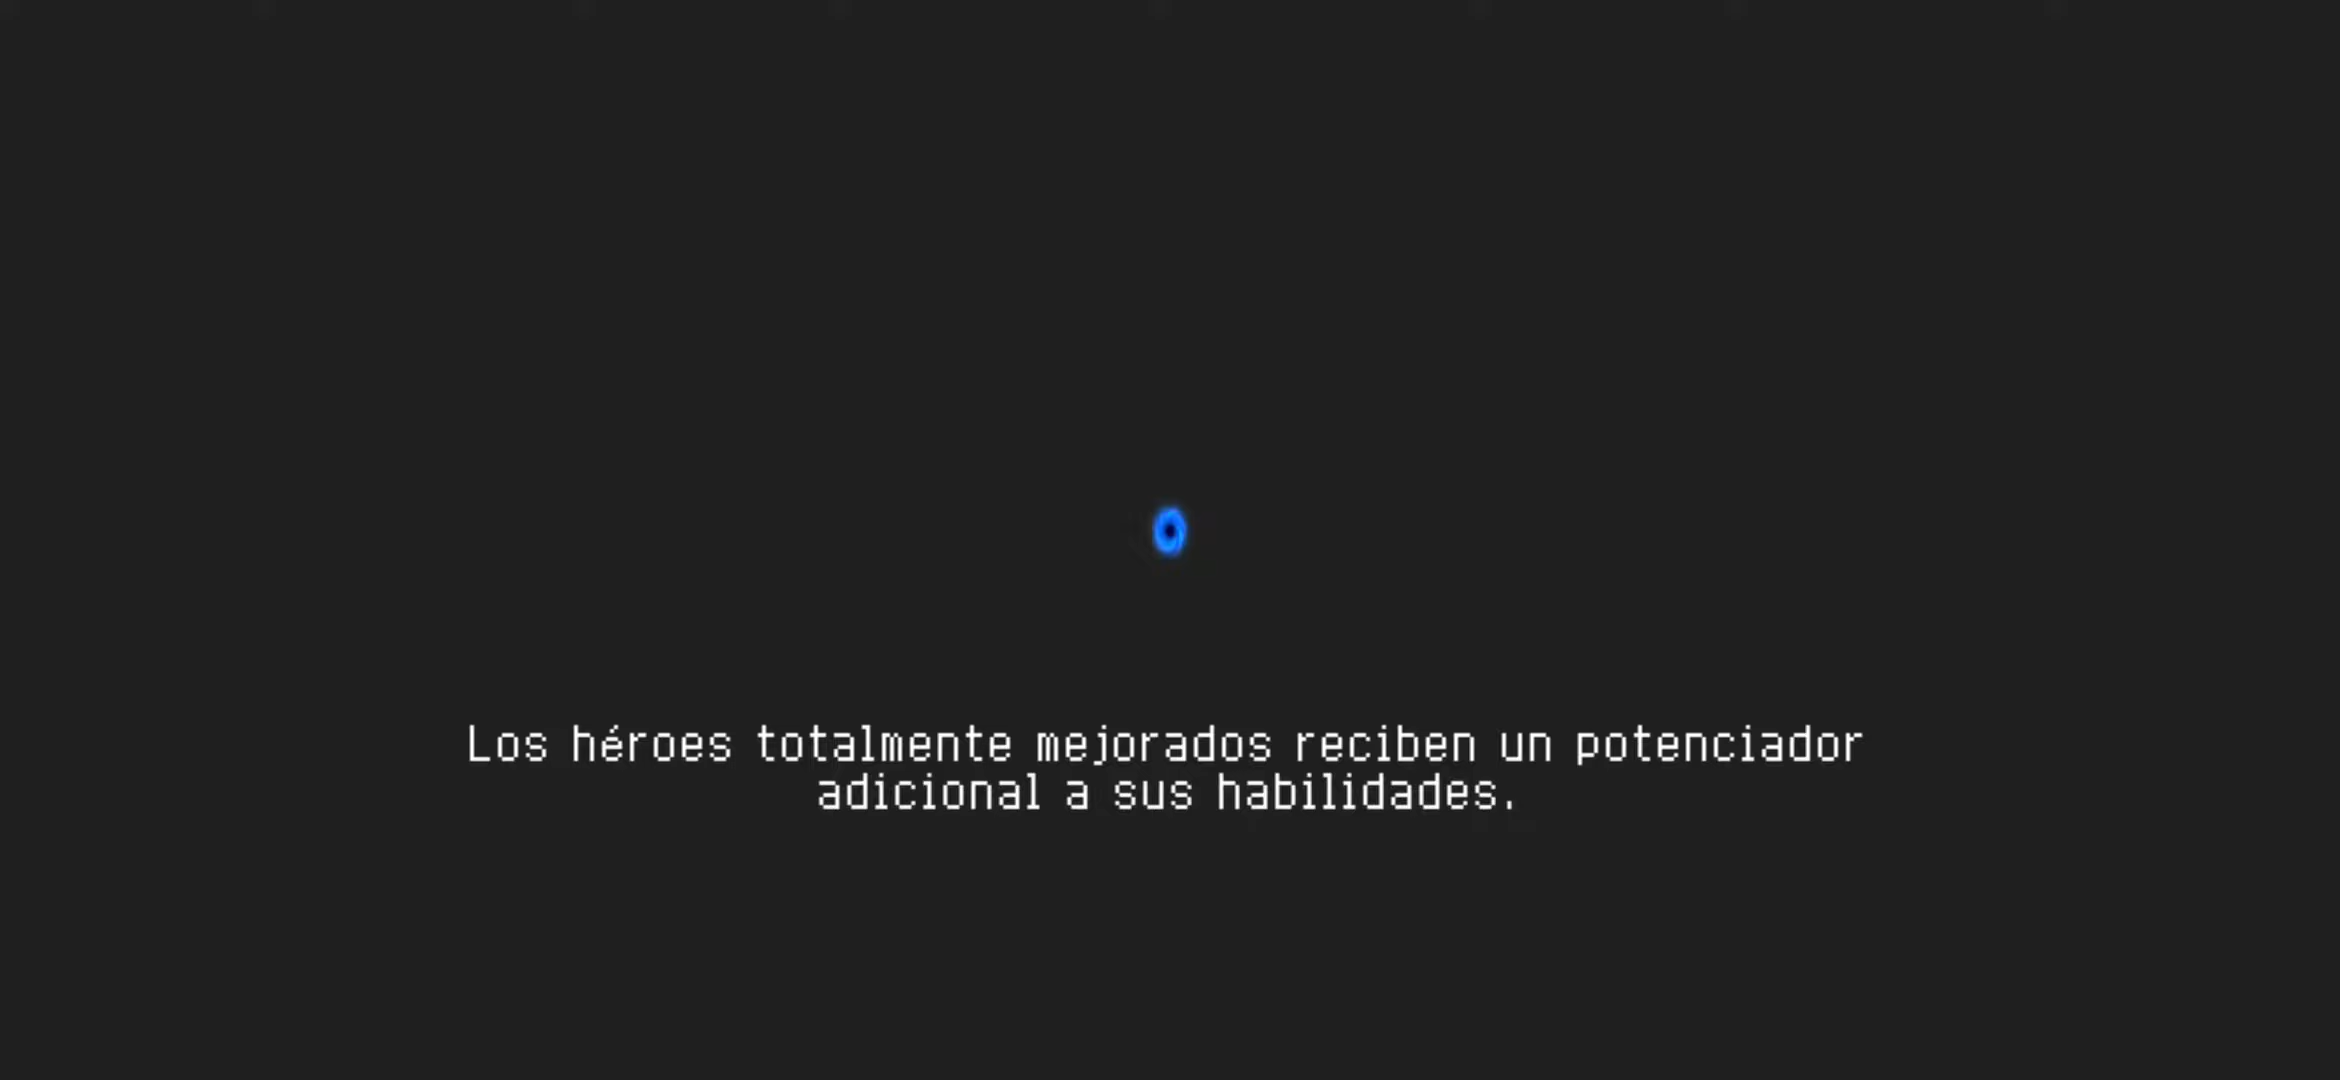 Los héroes totalmente mejorados reciben un potenciador
adicional a sus habilidades.